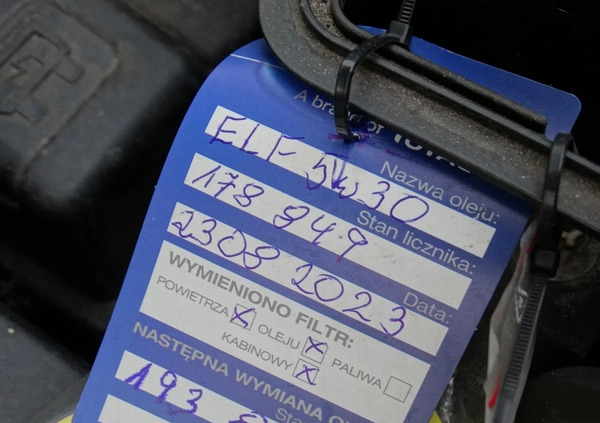 A brand of TOTAL
Nazwa oleju:
ELF 5W30
Stan licznika:
178 949
Data:
23 08 2023
WYMIENIONO FILTR:
POWIETRZA x OLEJU x PALIWA
KABINOWY x
NASTĘPNA WYMIANA
193